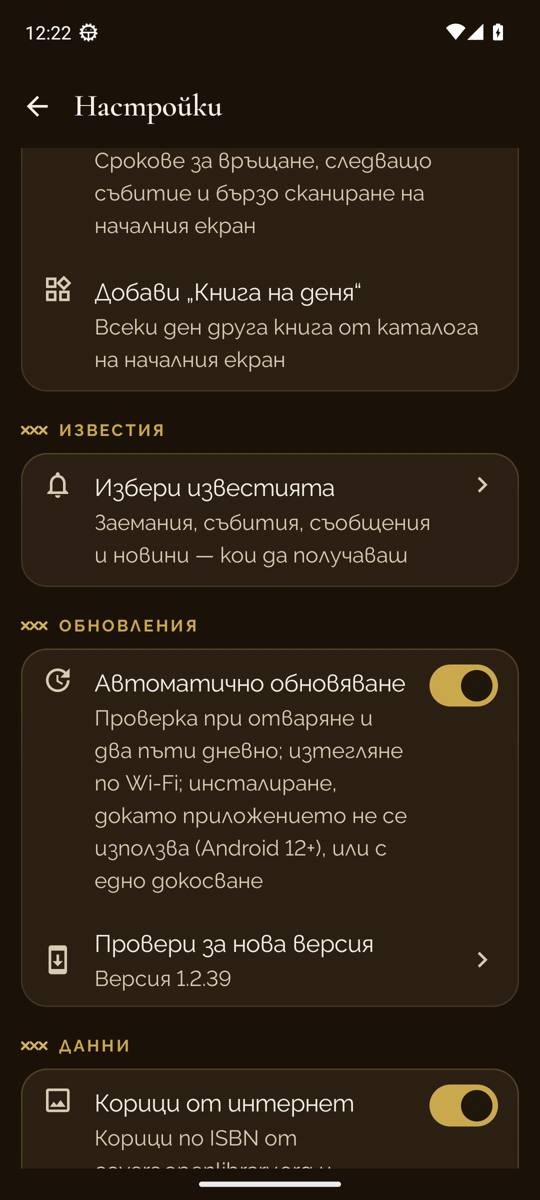 12:22
Настройки
Срокове за връщане, следващо
събитие и бързо сканиране на
началния екран
Добави „Книга на деня“
Всеки ден друга книга от каталога
на началния екран
ИЗВЕСТИЯ
Избери известията
Заемания, събития, съобщения
и новини — кои да получаваш
ОБНОВЛЕНИЯ
Автоматично обновяване
Проверка при отваряне и
два пъти дневно; изтегляне
по Wi-Fi; инсталиране,
докато приложението не се
използва (Android 12+), или с
едно докосване
Провери за нова версия
Версия 1.2.39
ДАННИ
Корици от интернет
Корици по ISBN от